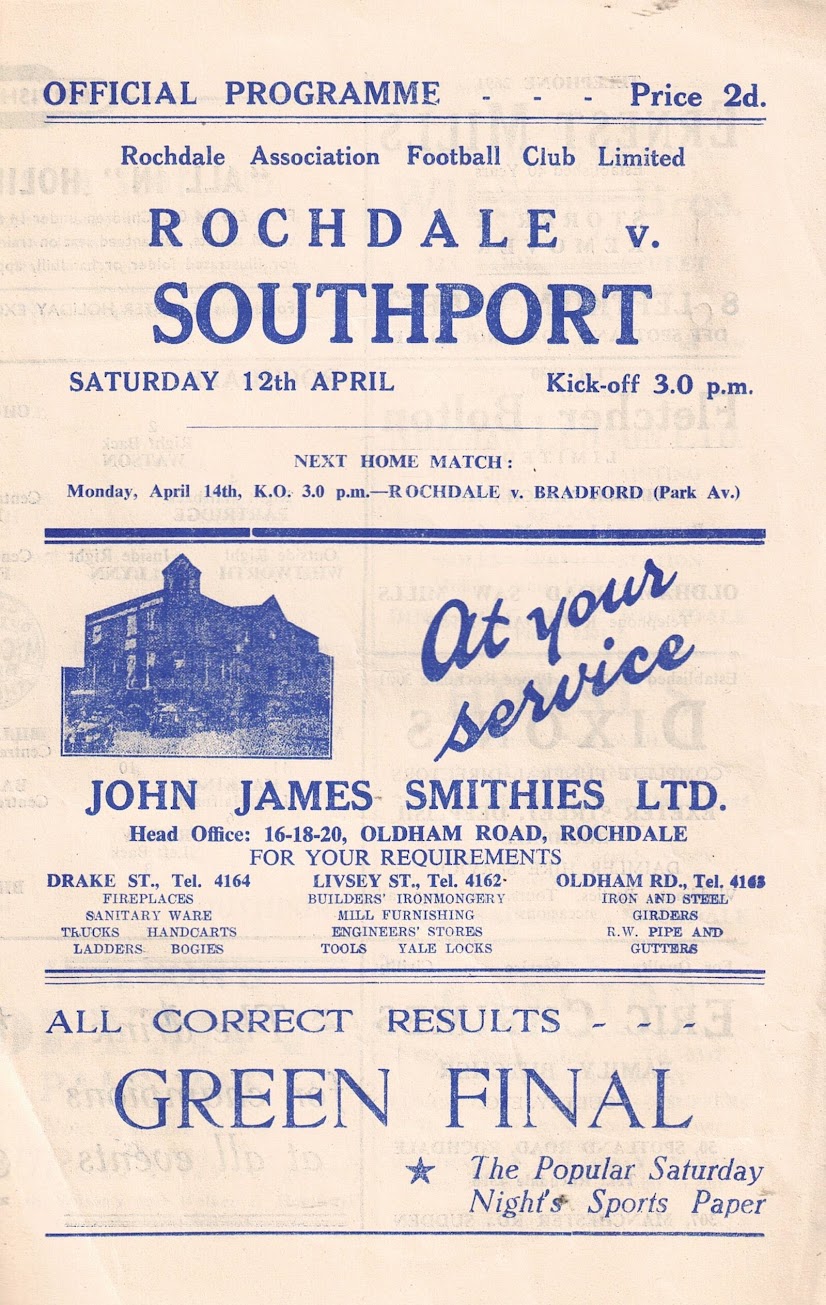 OFFICIAL PROGRAMME - - - Price 2d.
Rochdale Association Football Club Limited
ROCHDALE v.
SOUTHPORT
SATURDAY 12th APRIL Kick-off 3.0 p.m.
NEXT HOME MATCH:
Monday, April 14th, K.O. 3.0 p.m.—ROCHDALE v. BRADFORD (Park Av.)
At your
service
JOHN JAMES SMITHIES LTD.
Head Office: 16-18-20, OLDHAM ROAD, ROCHDALE
FOR YOUR REQUIREMENTS
DRAKE ST., Tel. 4164 LIVSEY ST., Tel. 4162 OLDHAM RD., Tel. 4163
FIREPLACES BUILDERS' IRONMONGERY IRON AND STEEL
SANITARY WARE MILL FURNISHING GIRDERS
TRUCKS HANDCARTS ENGINEERS' STORES R.W. PIPE AND
LADDERS BOGIES TOOLS YALE LOCKS GUTTERS
ALL CORRECT RESULTS - - -
GREEN FINAL
★ The Popular Saturday
Night's Sports Paper